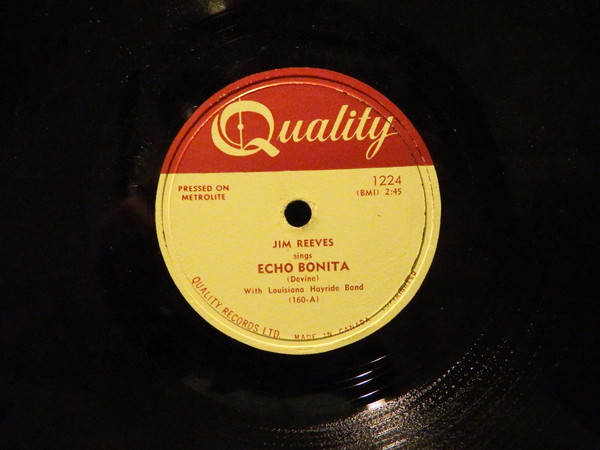 Quality
PRESSED ON
METROLITE
1224
(BMI) 2:45
JIM REEVES
sings
ECHO BONITA
(Devine)
With Louisiana Hayride Band
(160-A)
QUALITY RECORDS LTD. MADE IN CANADA